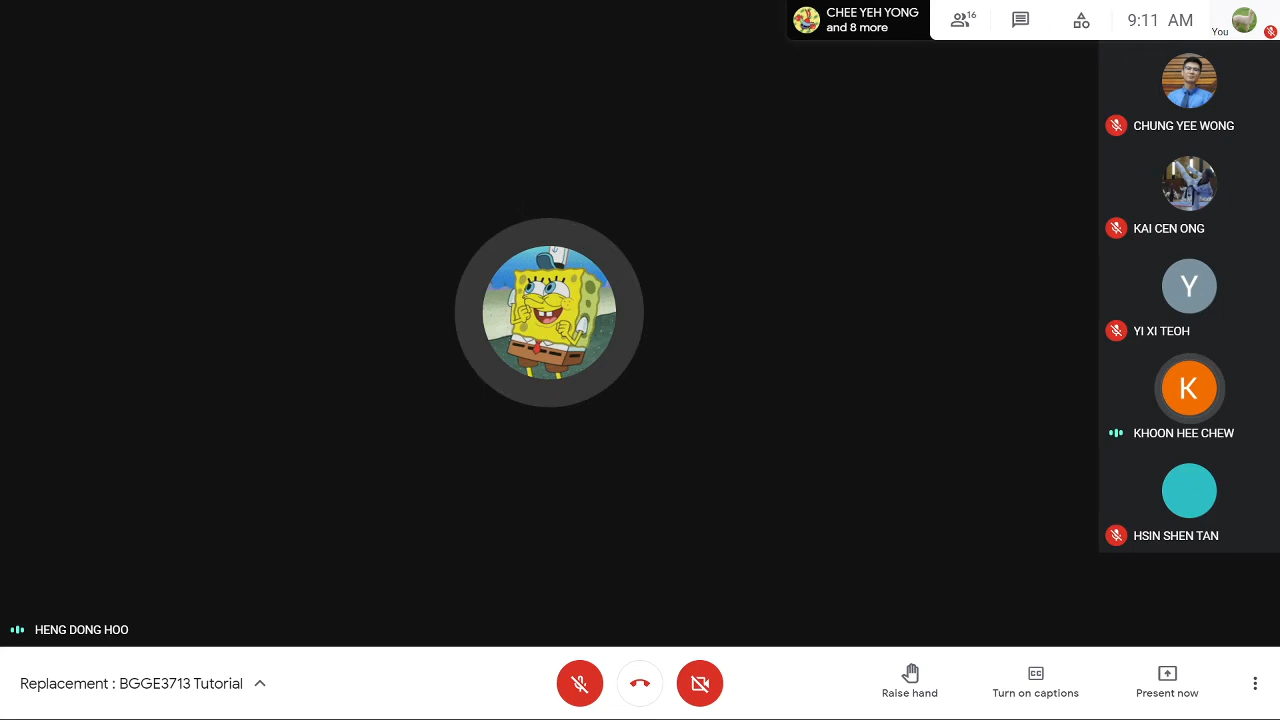 CHEE YEH YONG
and 8 more
16
9:11 AM
You
CHUNG YEE WONG
KAI CEN ONG
Y
YI XI TEOH
K
KHOON HEE CHEW
HSIN SHEN TAN
HENG DONG HOO
Replacement : BGGE3713 Tutorial
Raise hand
CC
Turn on captions
Present now